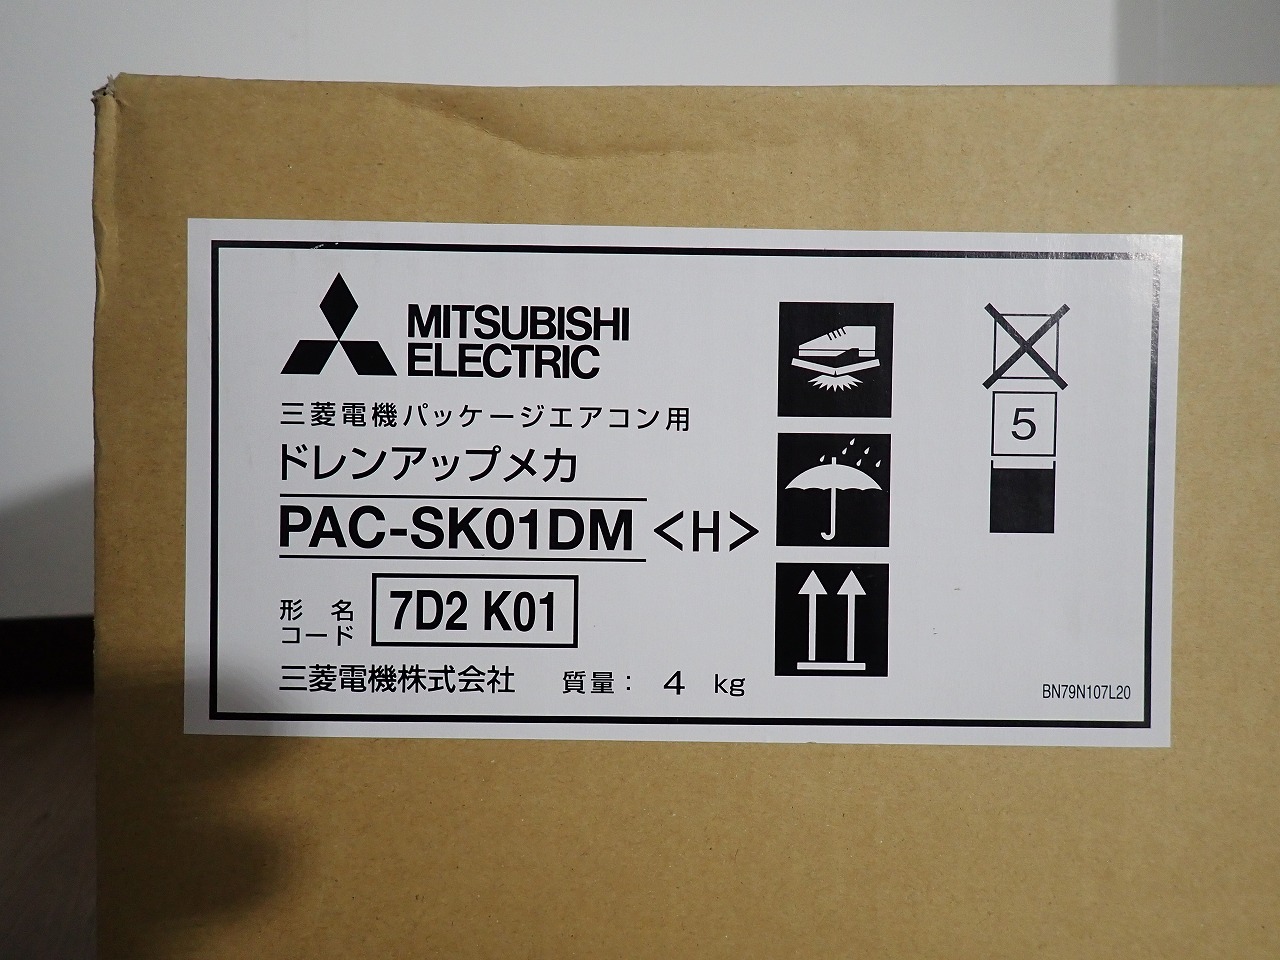 MITSUBISHI
ELECTRIC
三菱電機パッケージエアコン用
ドレンアップメカ
PAC-SK01DM <H>
形名
コード
7D2 K01
三菱電機株式会社 質量： 4 kg
5
BN79N107L20